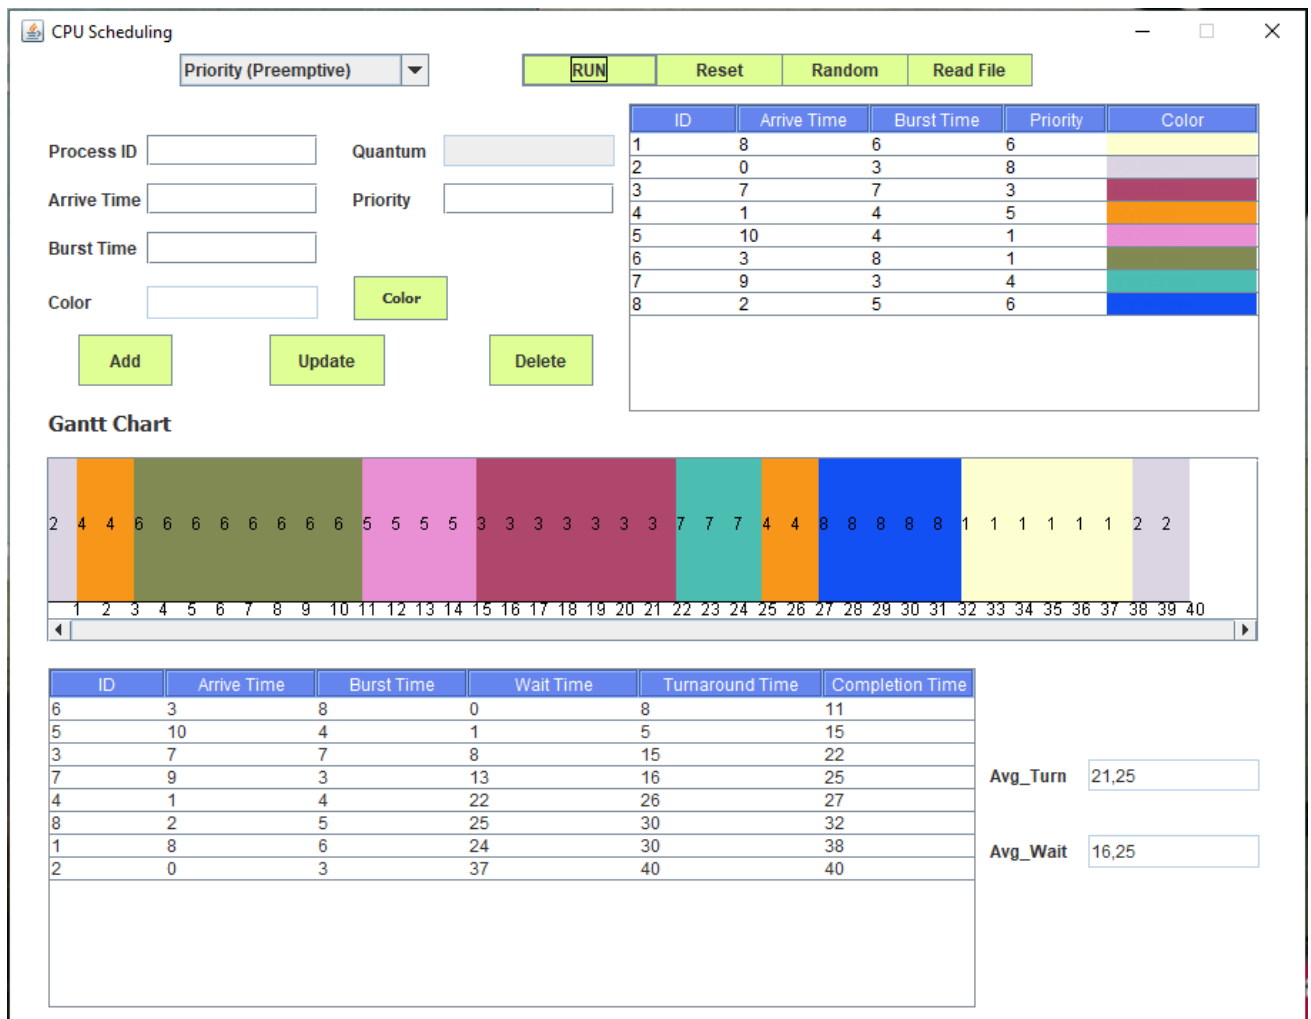 CPU Scheduling
Priority (Preemptive) RUN Reset Random Read File
ID Arrive Time Burst Time Priority Color
1 8 6 6
2 0 3 8
3 7 7 3
4 1 4 5
5 10 4 1
6 3 8 1
7 9 3 4
8 2 5 6
Process ID Quantum
Arrive Time Priority
Burst Time
Color Color
Add Update Delete
Gantt Chart
2 4 4 6 6 6 6 6 6 6 6 5 5 5 5 3 3 3 3 3 3 3 7 7 7 4 4 8 8 8 8 8 1 1 1 1 1 1 2 2
1 2 3 4 5 6 7 8 9 10 11 12 13 14 15 16 17 18 19 20 21 22 23 24 25 26 27 28 29 30 31 32 33 34 35 36 37 38 39 40
ID Arrive Time Burst Time Wait Time Turnaround Time Completion Time
6 3 8 0 8 11
5 10 4 1 5 15
3 7 7 8 15 22
7 9 3 13 16 25
4 1 4 22 26 27
8 2 5 25 30 32
1 8 6 24 30 38
2 0 3 37 40 40
Avg_Turn 21,25
Avg_Wait 16,25